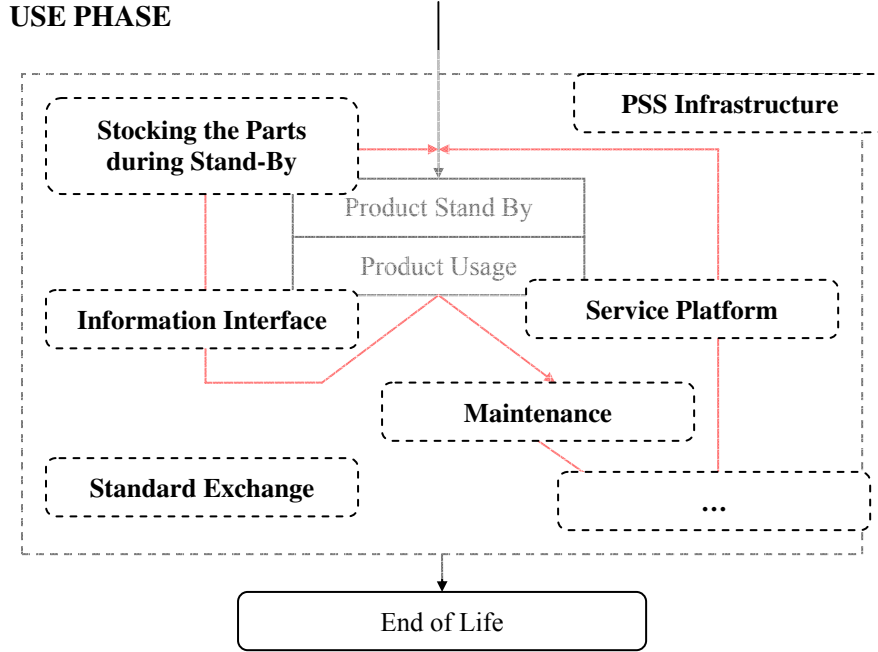 USE PHASE
PSS Infrastructure
Stocking the Parts
during Stand-By
Product Stand By
Product Usage
Information Interface
Service Platform
Maintenance
Standard Exchange
...
End of Life